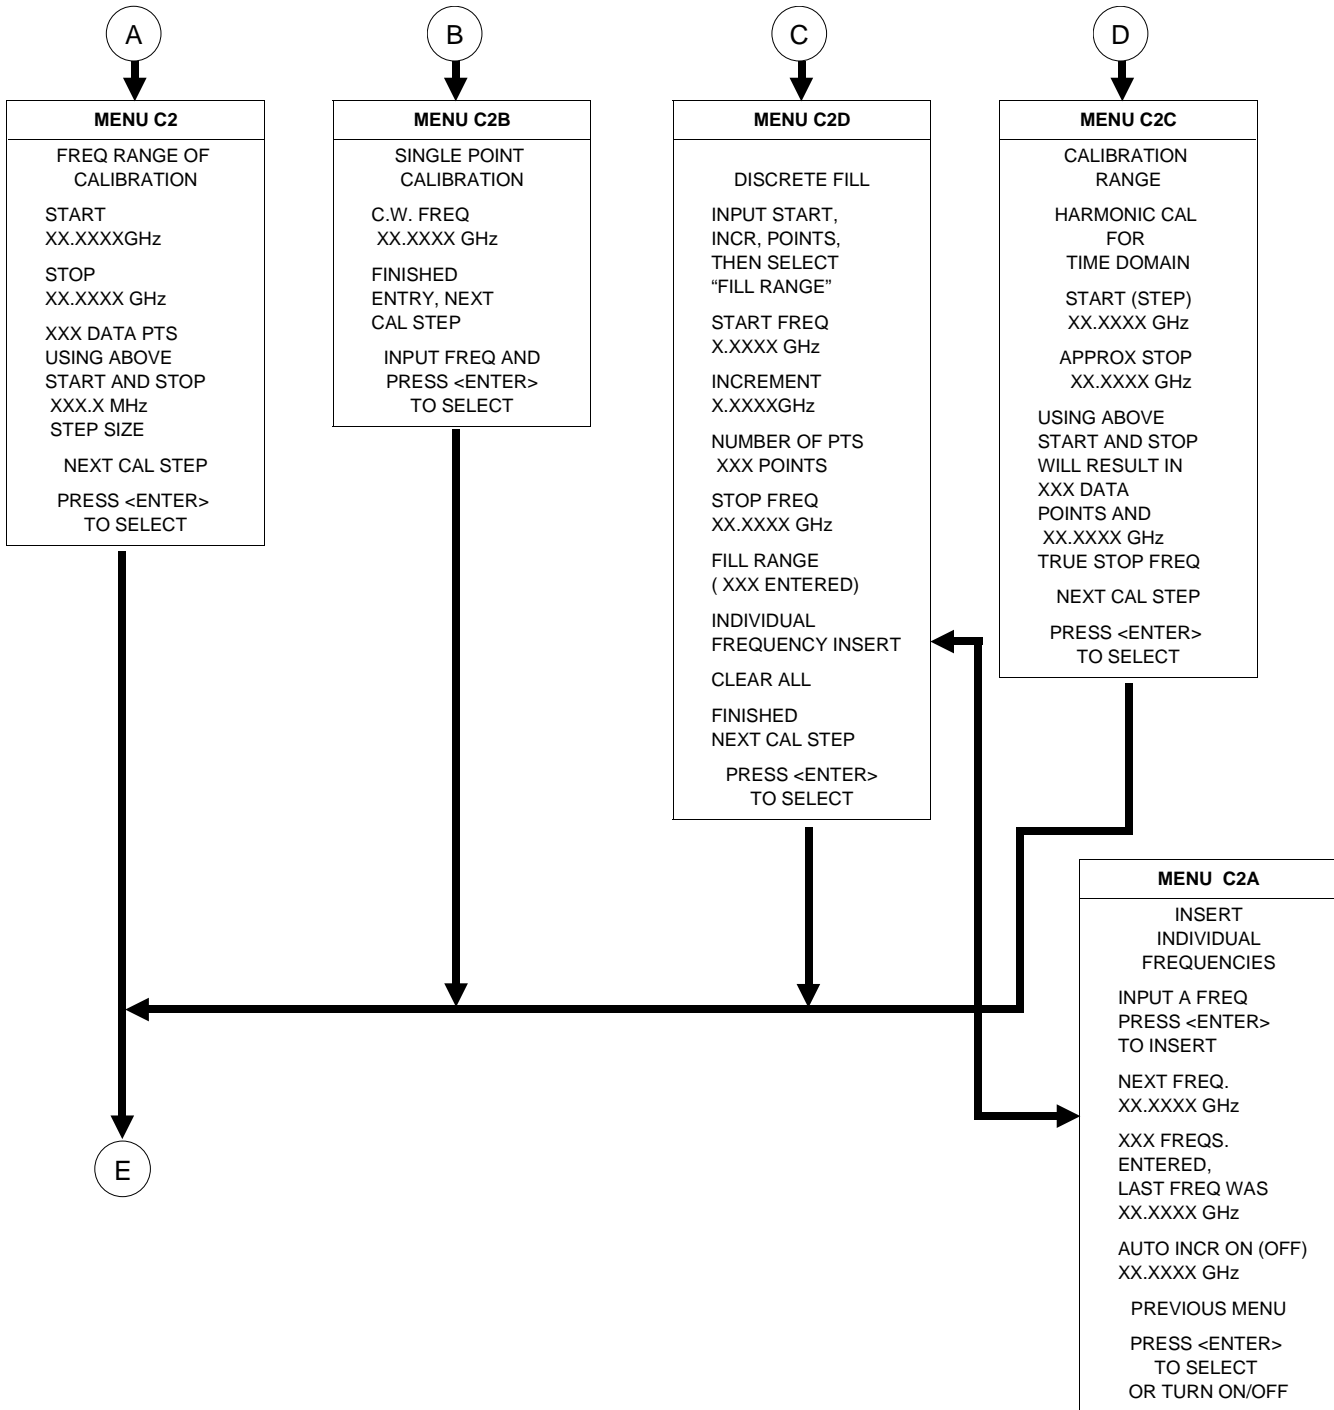 A
B
C
D
MENU C2
FREQ RANGE OF
CALIBRATION
START
XX.XXXXGHz
STOP
XX.XXXX GHz
XXX DATA PTS
USING ABOVE
START AND STOP
XXX.X MHz
STEP SIZE
NEXT CAL STEP
PRESS <ENTER>
TO SELECT
MENU C2B
SINGLE POINT
CALIBRATION
C.W. FREQ
XX.XXXX GHz
FINISHED
ENTRY, NEXT
CAL STEP
INPUT FREQ AND
PRESS <ENTER>
TO SELECT
MENU C2D
DISCRETE FILL
INPUT START,
INCR, POINTS,
THEN SELECT
“FILL RANGE”
START FREQ
X.XXXX GHz
INCREMENT
X.XXXXGHz
NUMBER OF PTS
XXX POINTS
STOP FREQ
XX.XXXX GHz
FILL RANGE
( XXX ENTERED)
INDIVIDUAL
FREQUENCY INSERT
CLEAR ALL
FINISHED
NEXT CAL STEP
PRESS <ENTER>
TO SELECT
MENU C2C
CALIBRATION
RANGE
HARMONIC CAL
FOR
TIME DOMAIN
START (STEP)
XX.XXXX GHz
APPROX STOP
XX.XXXX GHz
USING ABOVE
START AND STOP
WILL RESULT IN
XXX DATA
POINTS AND
XX.XXXX GHz
TRUE STOP FREQ
NEXT CAL STEP
PRESS <ENTER>
TO SELECT
MENU C2A
INSERT
INDIVIDUAL
FREQUENCIES
INPUT A FREQ
PRESS <ENTER>
TO INSERT
NEXT FREQ.
XX.XXXX GHz
XXX FREQS.
ENTERED,
LAST FREQ WAS
XX.XXXX GHz
AUTO INCR ON (OFF)
XX.XXXX GHz
PREVIOUS MENU
PRESS <ENTER>
TO SELECT
OR TURN ON/OFF
E